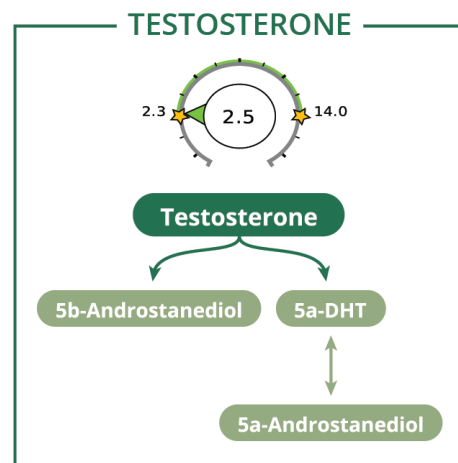 TESTOSTERONE
2.3
2.5
14.0
Testosterone
5b-Androstanediol
5a-DHT
5a-Androstanediol